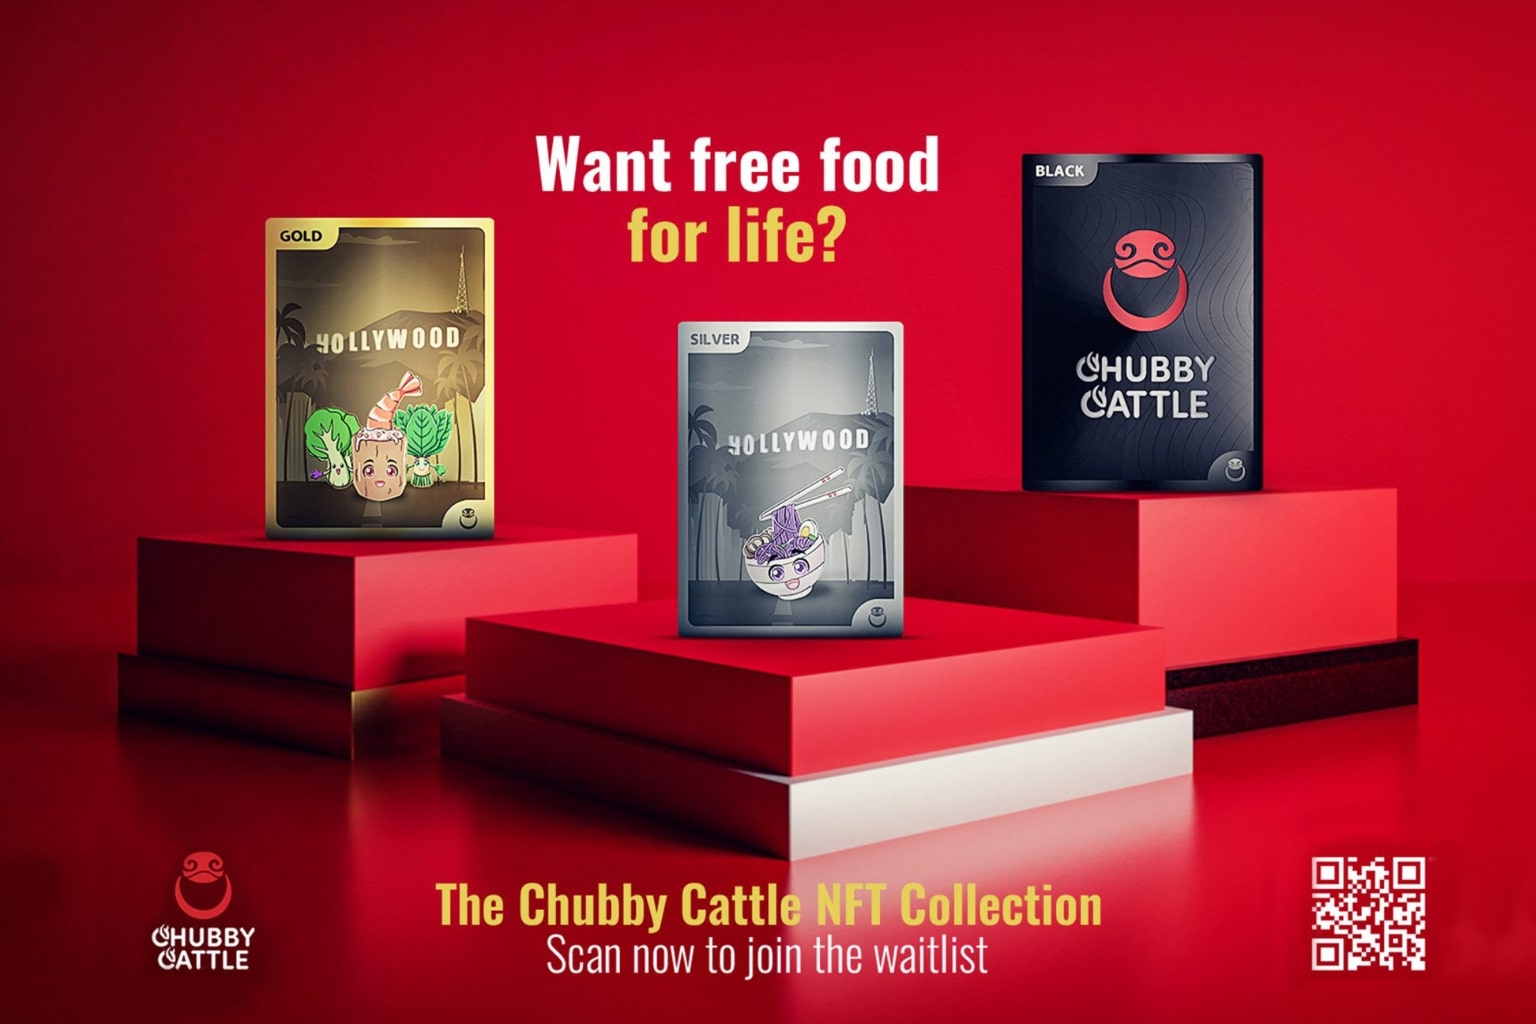 Want free food
for life?
GOLD
HOLLYWOOD
SILVER
HOLLYWOOD
BLACK
CHUBBY
CATTLE
CHUBBY
CATTLE
The Chubby Cattle NFT Collection
Scan now to join the waitlist